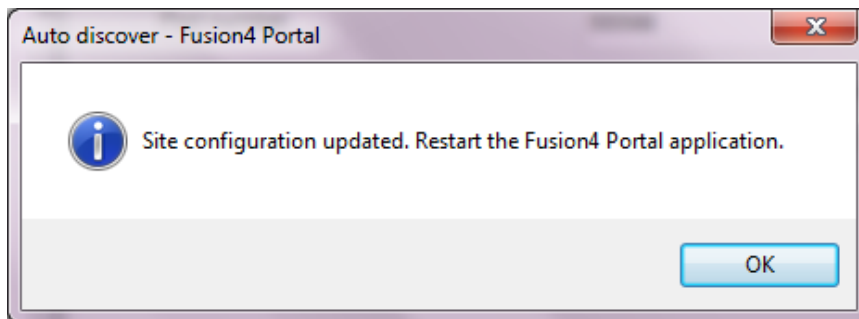 Auto discover - Fusion4 Portal
Site configuration updated. Restart the Fusion4 Portal application.
OK